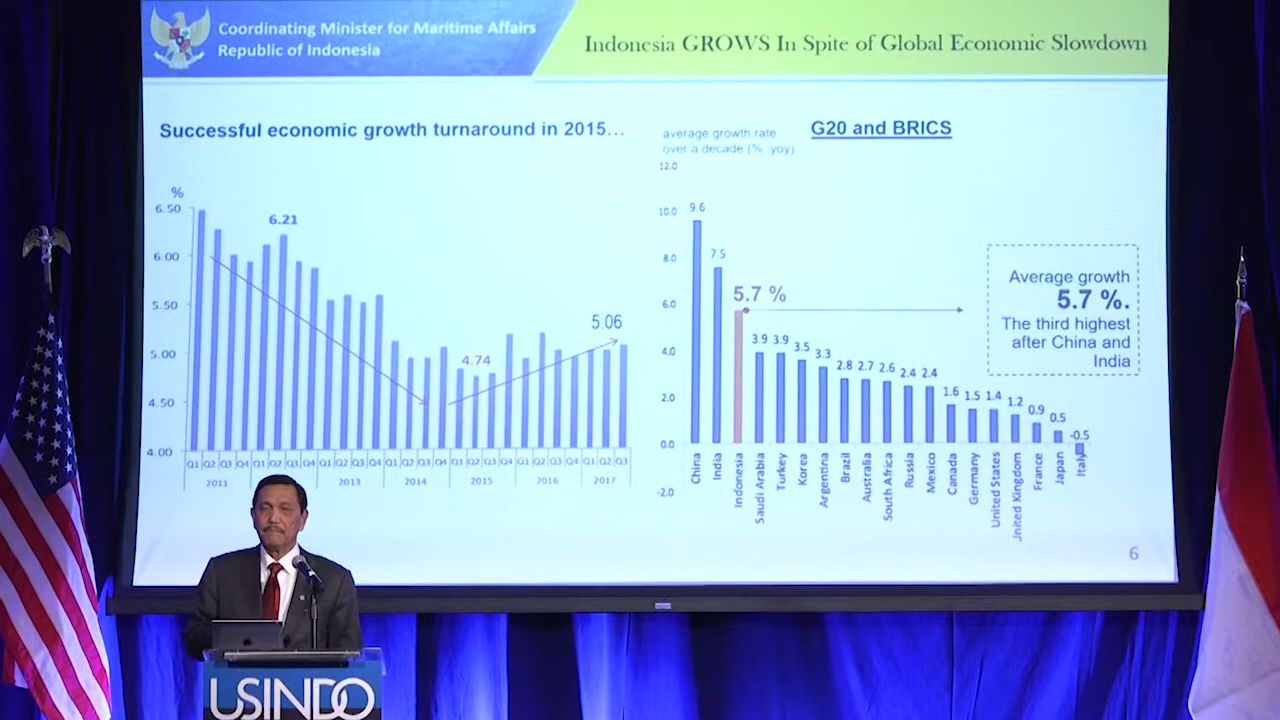 Coordinating Minister for Maritime Affairs
Republic of Indonesia
Indonesia GROWS In Spite of Global Economic Slowdown
Successful economic growth turnaround in 2015...
%
6.50
6.00
5.50
5.00
4.50
4.00
6.21
4.74
5.06
Q1 Q2 Q3 Q4 Q1 Q2 Q3 Q4 Q1 Q2 Q3 Q4 Q1 Q2 Q3 Q4 Q1 Q2 Q3 Q4 Q1 Q2 Q3 Q4 Q1 Q2 Q3
2011 2013 2014 2015 2016 2017
average growth rate
over a decade (%, yoy)
G20 and BRICS
12.0
10.0
8.0
6.0
4.0
2.0
0.0
-2.0
9.6
7.5
5.7 %
3.9 3.9 3.5 3.3 2.8 2.7 2.6 2.4 2.4 1.6 1.5 1.4 1.2 0.9 0.5 -0.5
China
India
Indonesia
Saudi Arabia
Turkey
Korea
Argentina
Brazil
Australia
South Africa
Russia
Mexico
Canada
Germany
United States
United Kingdom
France
Japan
Italy
Average growth
5.7 %.
The third highest
after China and
India
6
USINDO